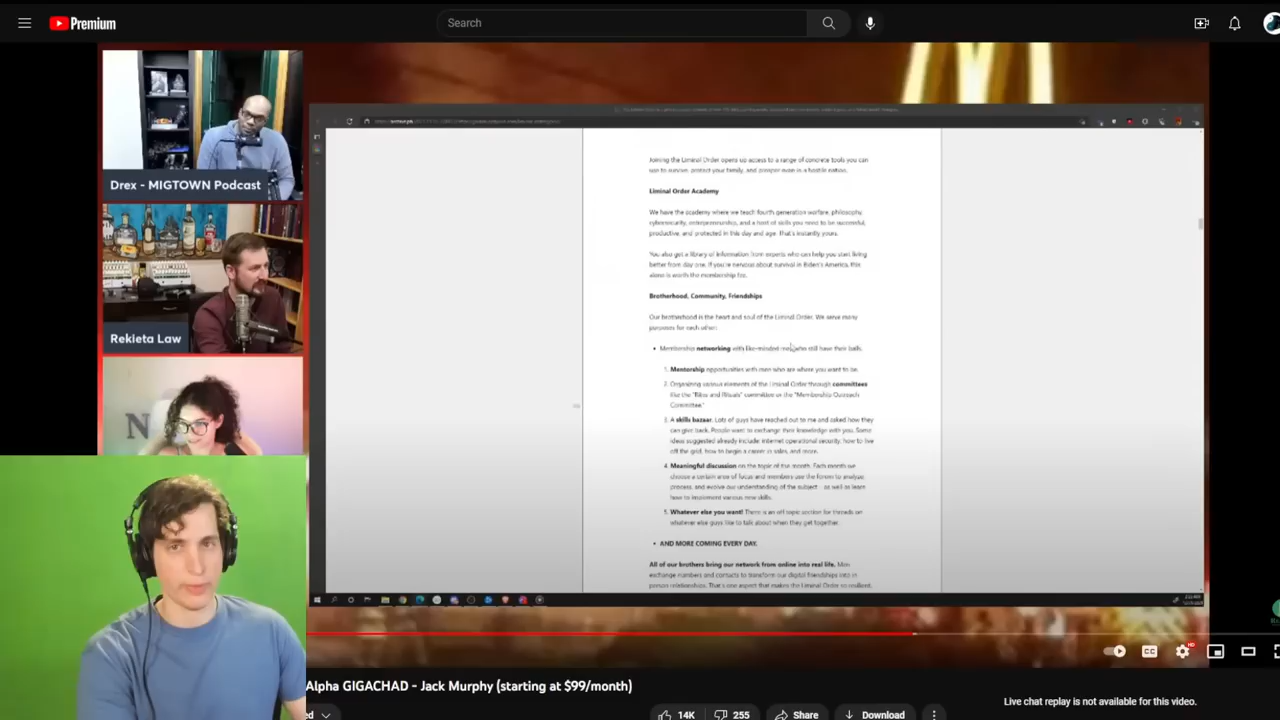 Premium
Search
Drex - MIGTOWN Podcast
Rekieta Law
Joining the Liminal Order opens up access to a range of concrete tools you can
use to survive, protect your family, and prosper even in a hostile nation.
Liminal Order Academy
We have the academy where we teach fourth generation warfare, philosophy,
cybersecurity, entrepreneurship, and a host of skills you need to be successful,
productive, and protected in this day and age, that's instantly yours.
You also get a library of information from experts who can help you start living
better from day one. If you're nervous about survival in Biden's America, this
alone is worth the membership fee.
Brotherhood, Community, Friendships
Our brotherhood is the heart and soul of the Liminal Order. We serve many
purposes for each other:
• Membership networking with like-minded men who still have their balls.
1. Mentorship opportunities with men who are where you want to be.
2. Organizing various elements of the Liminal Order through committees
like the "Rites and Rituals" committee or the "Membership Outreach
Committee."
3. A skills bazaar. Lots of guys have reached out to me and asked how they
can give back. People want to exchange their knowledge with you. Some
ideas suggested already include: internet operational security, how to live
off the grid, how to begin a career in sales, and more.
4. Meaningful discussion on the topic of the month. Each month we
choose a certain area of focus and members use the forum to analyze,
process, and evolve our understanding of the subject as well as learn
how to implement various new skills.
5. Whatever else you want! There is an off topic section for threads on
whatever else guys like to talk about when they get together.
• AND MORE COMING EVERY DAY.
All of our brothers bring our network from online into real life. Men
exchange numbers and contacts to transform our digital friendships into in
person relationships. That's one aspect that makes the Liminal Order so resilient.
CC
HD
Alpha GIGACHAD - Jack Murphy (starting at $99/month)
Live chat replay is not available for this video.
ed
14K
255
Share
Download